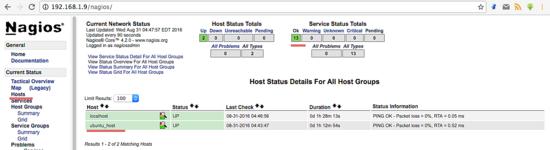 192.168.1.9/nagios/
Nagios®
General
Home
Documentation
Current Status
Tactical Overview
Map (Legacy)
Hosts
Services
Host Groups
Summary
Grid
Service Groups
Summary
Grid
Problems
Current Network Status
Last Updated: Wed Aug 31 04:47:57 EDT 2016
Updated every 90 seconds
Nagios® Core™ 4.2.0 - www.nagios.org
Logged in as nagiosadmin
View Service Status Detail For All Host Groups
View Status Overview For All Host Groups
View Status Summary For All Host Groups
View Status Grid For All Host Groups
Host Status Totals
Up Down Unreachable Pending
2 0 0 0
All Problems All Types
0 2
Service Status Totals
Ok Warning Unknown Critical Pending
13 0 0 0 0
All Problems All Types
0 13
Host Status Details For All Host Groups
Limit Results: 100
Host Status Last Check Duration Status Information
localhost UP 08-31-2016 04:46:56 0d 1h 28m 13s PING OK - Packet loss = 0%, RTA = 0.05 ms
ubuntu_host UP 08-31-2016 04:43:47 0d 1h 12m 54s PING OK - Packet loss = 0%, RTA = 0.52 ms
Results 1 - 2 of 2 Matching Hosts